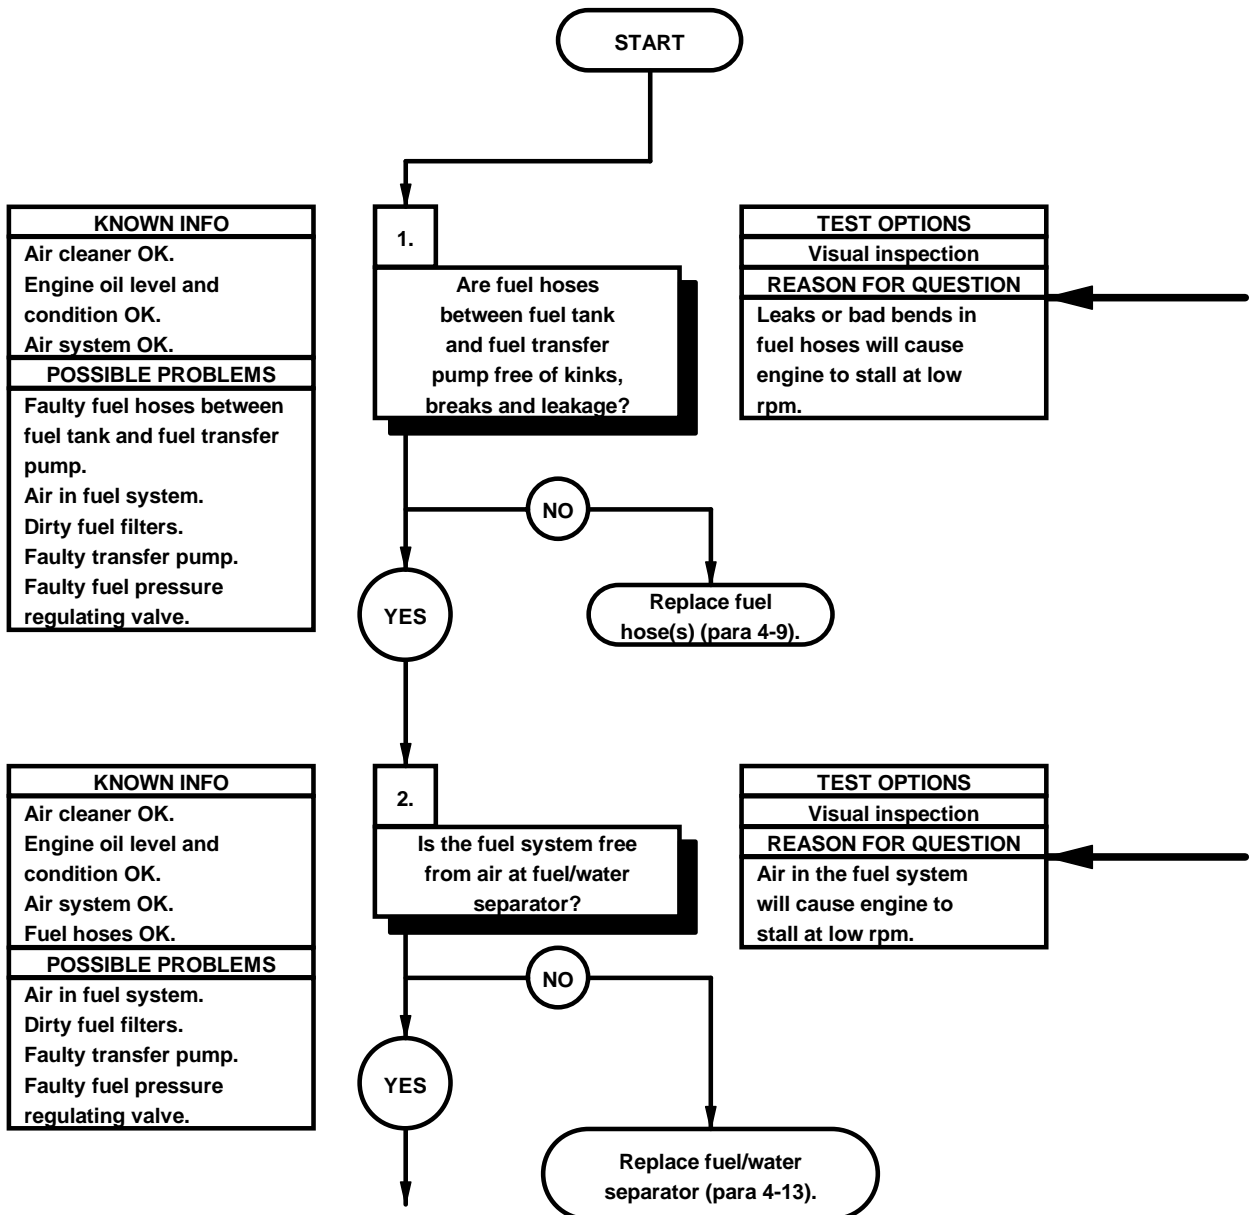 START
KNOWN INFO
Air cleaner OK.
Engine oil level and
condition OK.
Air system OK.
POSSIBLE PROBLEMS
Faulty fuel hoses between
fuel tank and fuel transfer
pump.
Air in fuel system.
Dirty fuel filters.
Faulty transfer pump.
Faulty fuel pressure
regulating valve.
1.
Are fuel hoses
between fuel tank
and fuel transfer
pump free of kinks,
breaks and leakage?
TEST OPTIONS
Visual inspection
REASON FOR QUESTION
Leaks or bad bends in
fuel hoses will cause
engine to stall at low
rpm.
NO
YES
Replace fuel
hose(s) (para 4-9).
KNOWN INFO
Air cleaner OK.
Engine oil level and
condition OK.
Air system OK.
Fuel hoses OK.
POSSIBLE PROBLEMS
Air in fuel system.
Dirty fuel filters.
Faulty transfer pump.
Faulty fuel pressure
regulating valve.
2.
Is the fuel system free
from air at fuel/water
separator?
TEST OPTIONS
Visual inspection
REASON FOR QUESTION
Air in the fuel system
will cause engine to
stall at low rpm.
NO
YES
Replace fuel/water
separator (para 4-13).